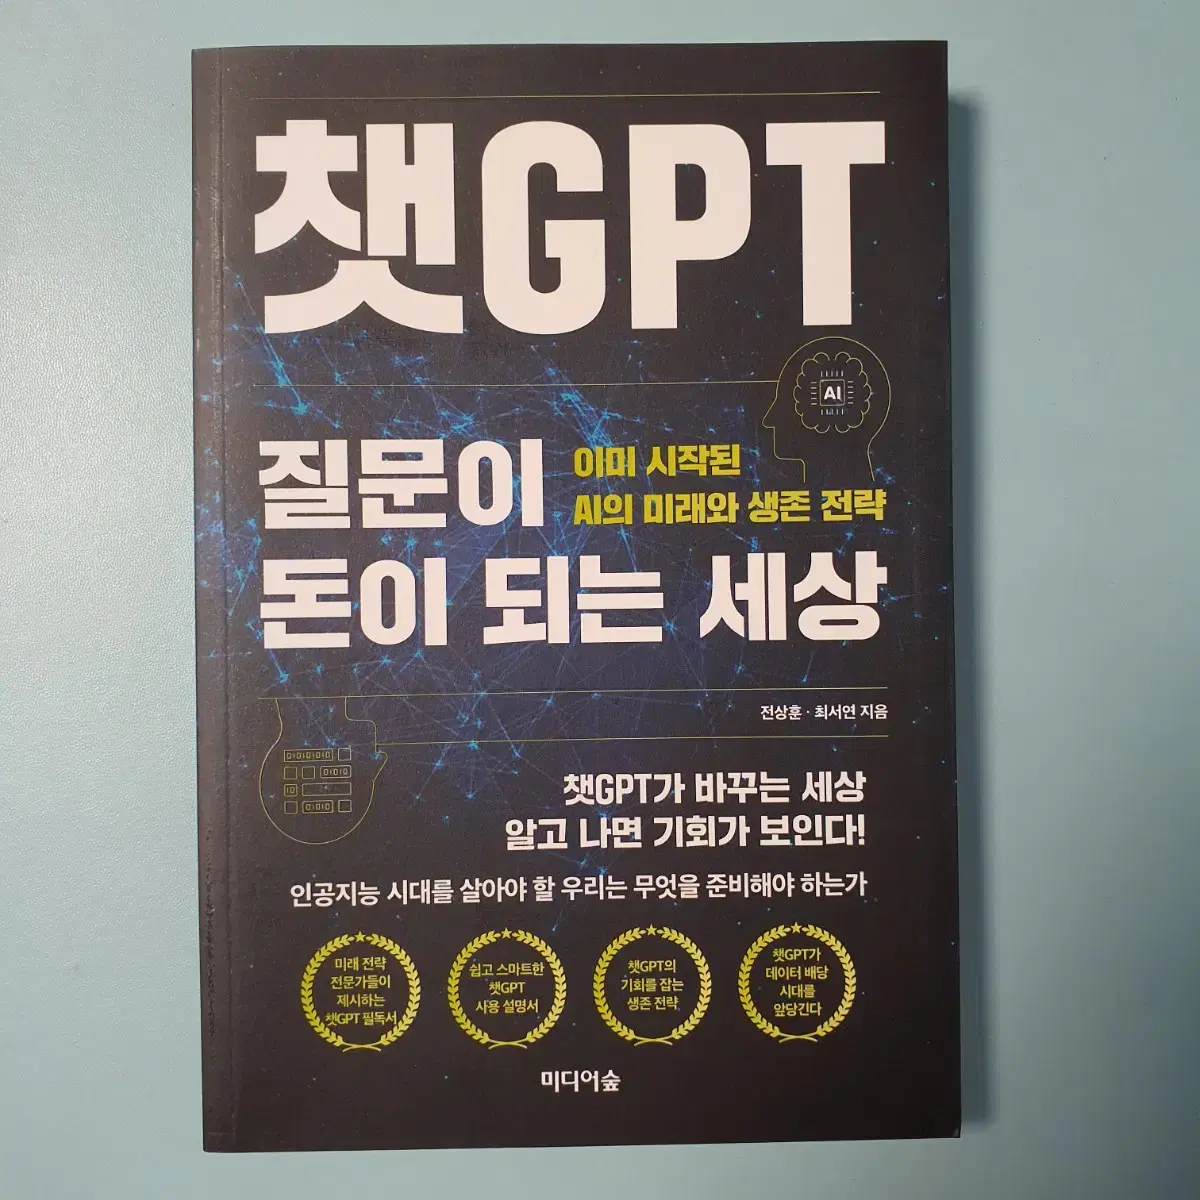 챗GPT
AI
질문이
이미 시작된
AI의 미래와 생존 전략
돈이 되는 세상
전상훈 · 최서연 지음
챗GPT가 바꾸는 세상
알고 나면 기회가 보인다!
인공지능 시대를 살아야 할 우리는 무엇을 준비해야 하는가
미래 전략
전문가들이
제시하는
챗GPT 필독서
쉽고 스마트한
챗GPT
사용 설명서
챗GPT의
기회를 잡는
생존 전략
챗GPT가
데이터 배당
시대를
앞당긴다
미디어숲